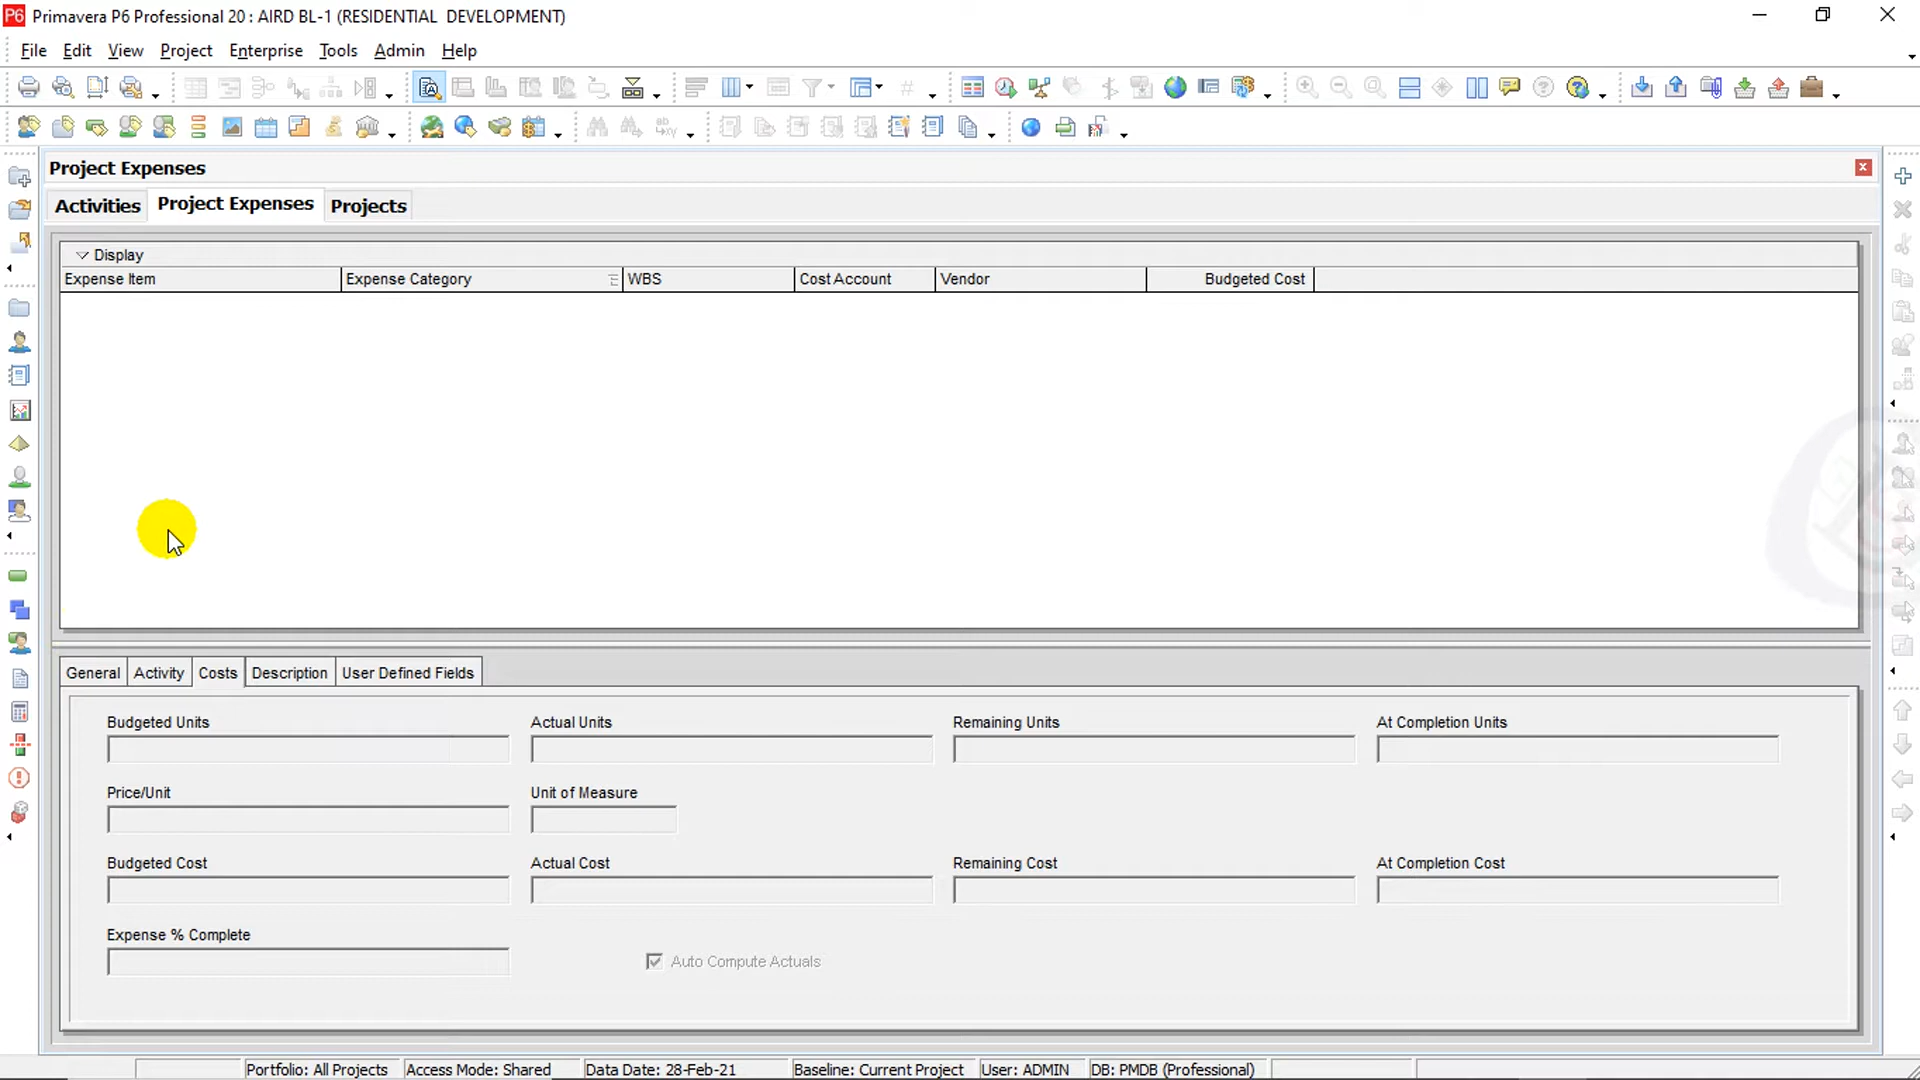 P6 Primavera P6 Professional 20 : AIRD BL-1 (RESIDENTIAL DEVELOPMENT)
File Edit View Project Enterprise Tools Admin Help
Project Expenses
Activities Project Expenses Projects
Display
Expense Item Expense Category WBS Cost Account Vendor Budgeted Cost
General Activity Costs Description User Defined Fields
Budgeted Units Actual Units Remaining Units At Completion Units
Price/Unit Unit of Measure
Budgeted Cost Actual Cost Remaining Cost At Completion Cost
Expense % Complete
Auto Compute Actuals
Portfolio: All Projects Access Mode: Shared Data Date: 28-Feb-21 Baseline: Current Project User: ADMIN DB: PMDB (Professional)